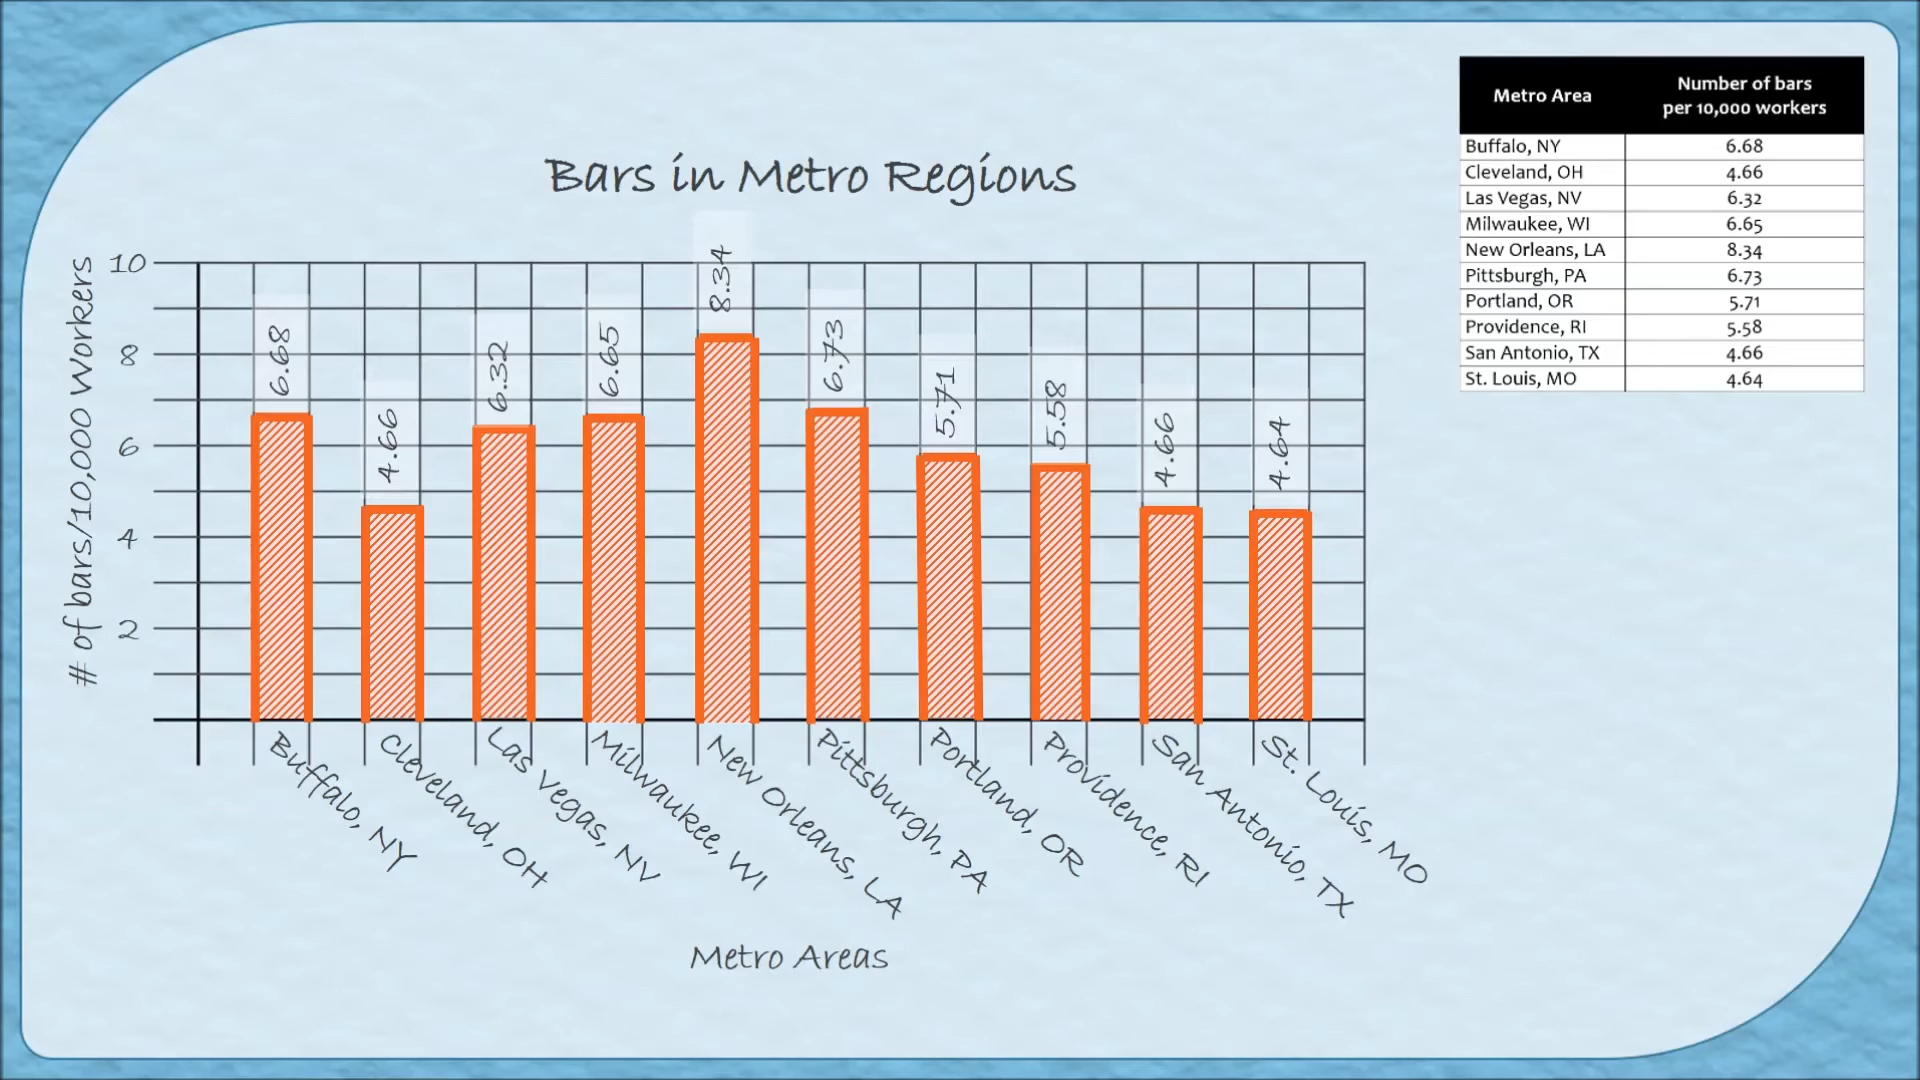 Metro Area
Number of bars
per 10,000 workers
Buffalo, NY 6.68
Cleveland, OH 4.66
Las Vegas, NV 6.32
Milwaukee, WI 6.65
New Orleans, LA 8.34
Pittsburgh, PA 6.73
Portland, OR 5.71
Providence, RI 5.58
San Antonio, TX 4.66
St. Louis, MO 4.64
Bars in Metro Regions
# of bars/10,000 Workers
10
8
6
4
2
6.68
4.66
6.32
6.65
8.34
6.73
5.71
5.58
4.66
4.64
Buffalo, NY
Cleveland, OH
Las Vegas, NV
Milwaukee, WI
New Orleans, LA
Pittsburgh, PA
Portland, OR
Providence, RI
San Antonio, TX
St. Louis, MO
Metro Areas